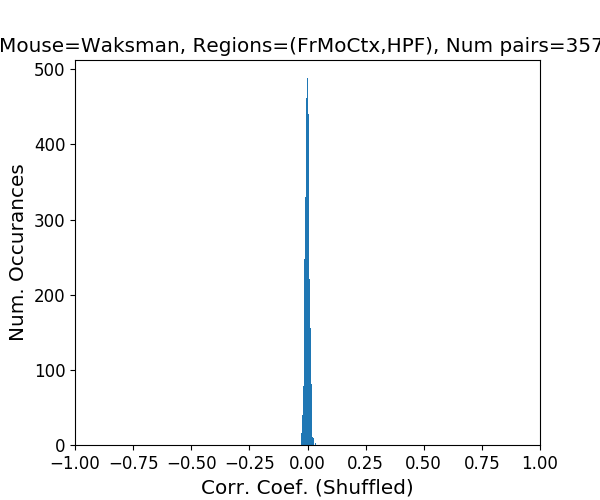 Mouse=Waksman, Regions=(FrMoCtx,HPF), Num pairs=357
500
400
300
200
100
0
Num. Occurances
−1.00 −0.75 −0.50 −0.25 0.00 0.25 0.50 0.75 1.00
Corr. Coef. (Shuffled)